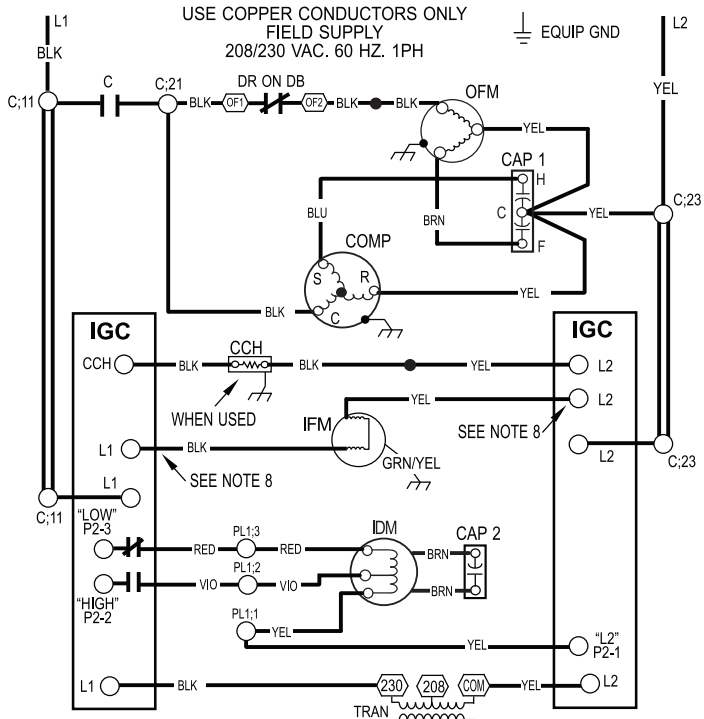 USE COPPER CONDUCTORS ONLY
FIELD SUPPLY
208/230 VAC. 60 HZ. 1PH
EQUIP GND
L1
L2
BLK
YEL
C;11
C
C;21
BLK
OF1
DR ON DB
OF2
BLK
BLK
OFM
YEL
CAP 1
H
C
F
YEL
C;23
BLU
BRN
COMP
S
R
C
BLK
YEL
IGC
IGC
CCH
BLK
CCH
BLK
YEL
L2
WHEN USED
YEL
L2
IFM
SEE NOTE 8
L1
BLK
GRN/YEL
L2
SEE NOTE 8
L1
C;23
C;11
"LOW"
P2-3
RED
PL1;3
RED
IDM
CAP 2
BRN
VIO
PL1;2
VIO
BRN
"HIGH"
P2-2
PL1;1
YEL
YEL
"L2"
P2-1
L1
BLK
230
208
COM
YEL
L2
TRAN